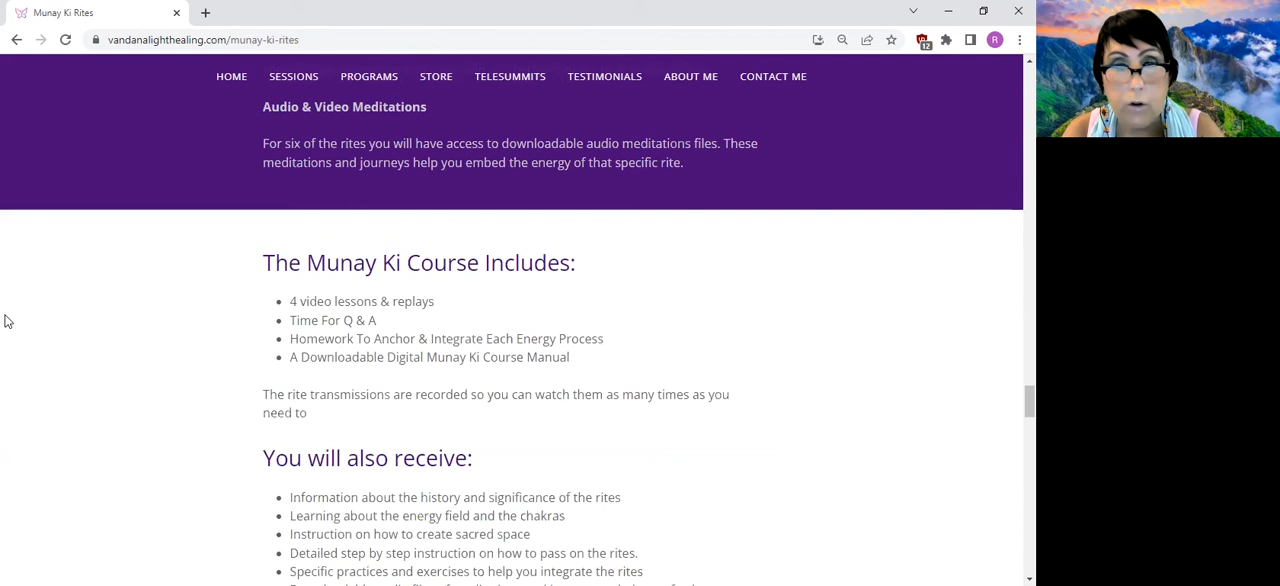 Munay Ki Rites
vandanalighthealing.com/munay-ki-rites
12
R
HOME SESSIONS PROGRAMS STORE TELESUMMITS TESTIMONIALS ABOUT ME CONTACT ME
Audio & Video Meditations
For six of the rites you will have access to downloadable audio meditations files. These
meditations and journeys help you embed the energy of that specific rite.
The Munay Ki Course Includes:
4 video lessons & replays
Time For Q & A
Homework To Anchor & Integrate Each Energy Process
A Downloadable Digital Munay Ki Course Manual
The rite transmissions are recorded so you can watch them as many times as you
need to
You will also receive:
Information about the history and significance of the rites
Learning about the energy field and the chakras
Instruction on how to create sacred space
Detailed step by step instruction on how to pass on the rites.
Specific practices and exercises to help you integrate the rites